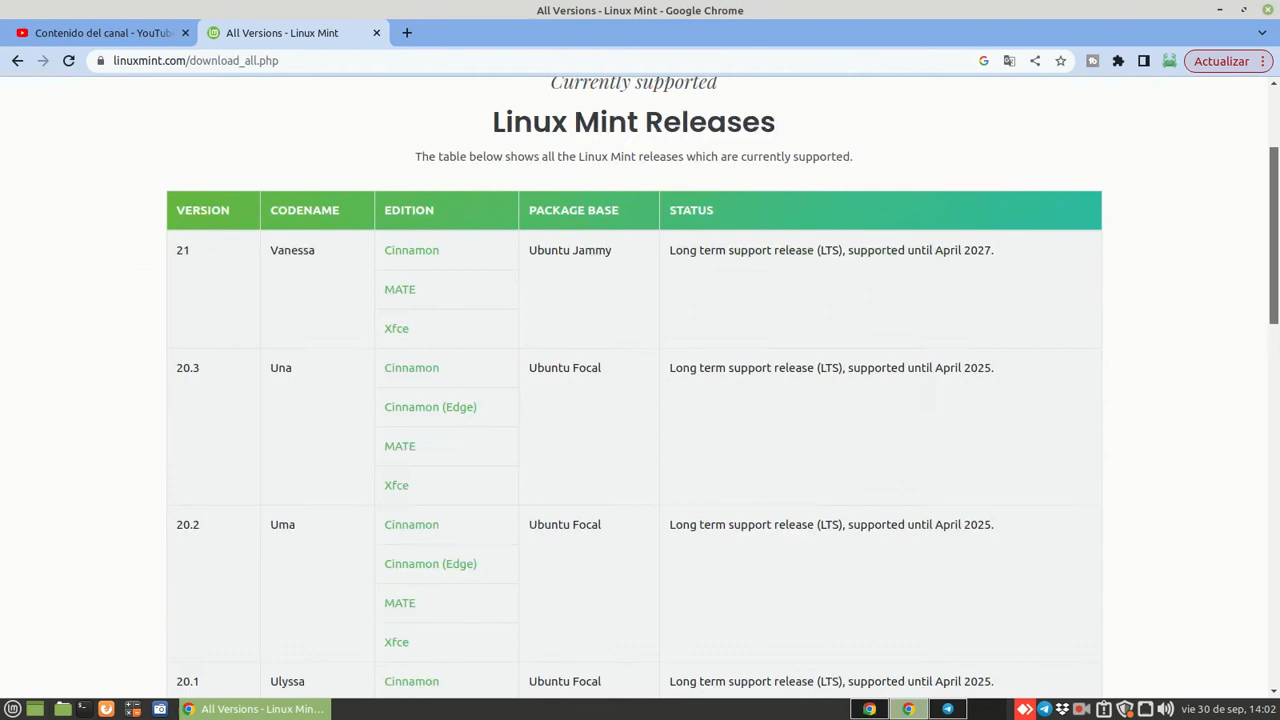 All Versions - Linux Mint - Google Chrome
Contenido del canal - YouTube
All Versions - Linux Mint
linuxmint.com/download_all.php
Actualizar
Currently supported
Linux Mint Releases
The table below shows all the Linux Mint releases which are currently supported.
VERSION CODENAME EDITION PACKAGE BASE STATUS
21 Vanessa Cinnamon Ubuntu Jammy Long term support release (LTS), supported until April 2027.
MATE
Xfce
20.3 Una Cinnamon Ubuntu Focal Long term support release (LTS), supported until April 2025.
Cinnamon (Edge)
MATE
Xfce
20.2 Uma Cinnamon Ubuntu Focal Long term support release (LTS), supported until April 2025.
Cinnamon (Edge)
MATE
Xfce
20.1 Ulyssa Cinnamon Ubuntu Focal Long term support release (LTS), supported until April 2025.
All Versions - Linux Min...
vie 30 de sep, 14:02